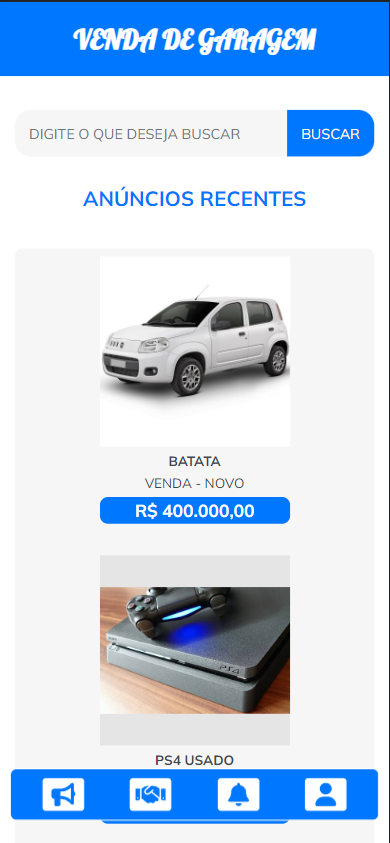 VENDA DE GARAGEM
DIGITE O QUE DESEJA BUSCAR
BUSCAR
ANÚNCIOS RECENTES
BATATA
VENDA - NOVO
R$ 400.000,00
PS4
PS4 USADO